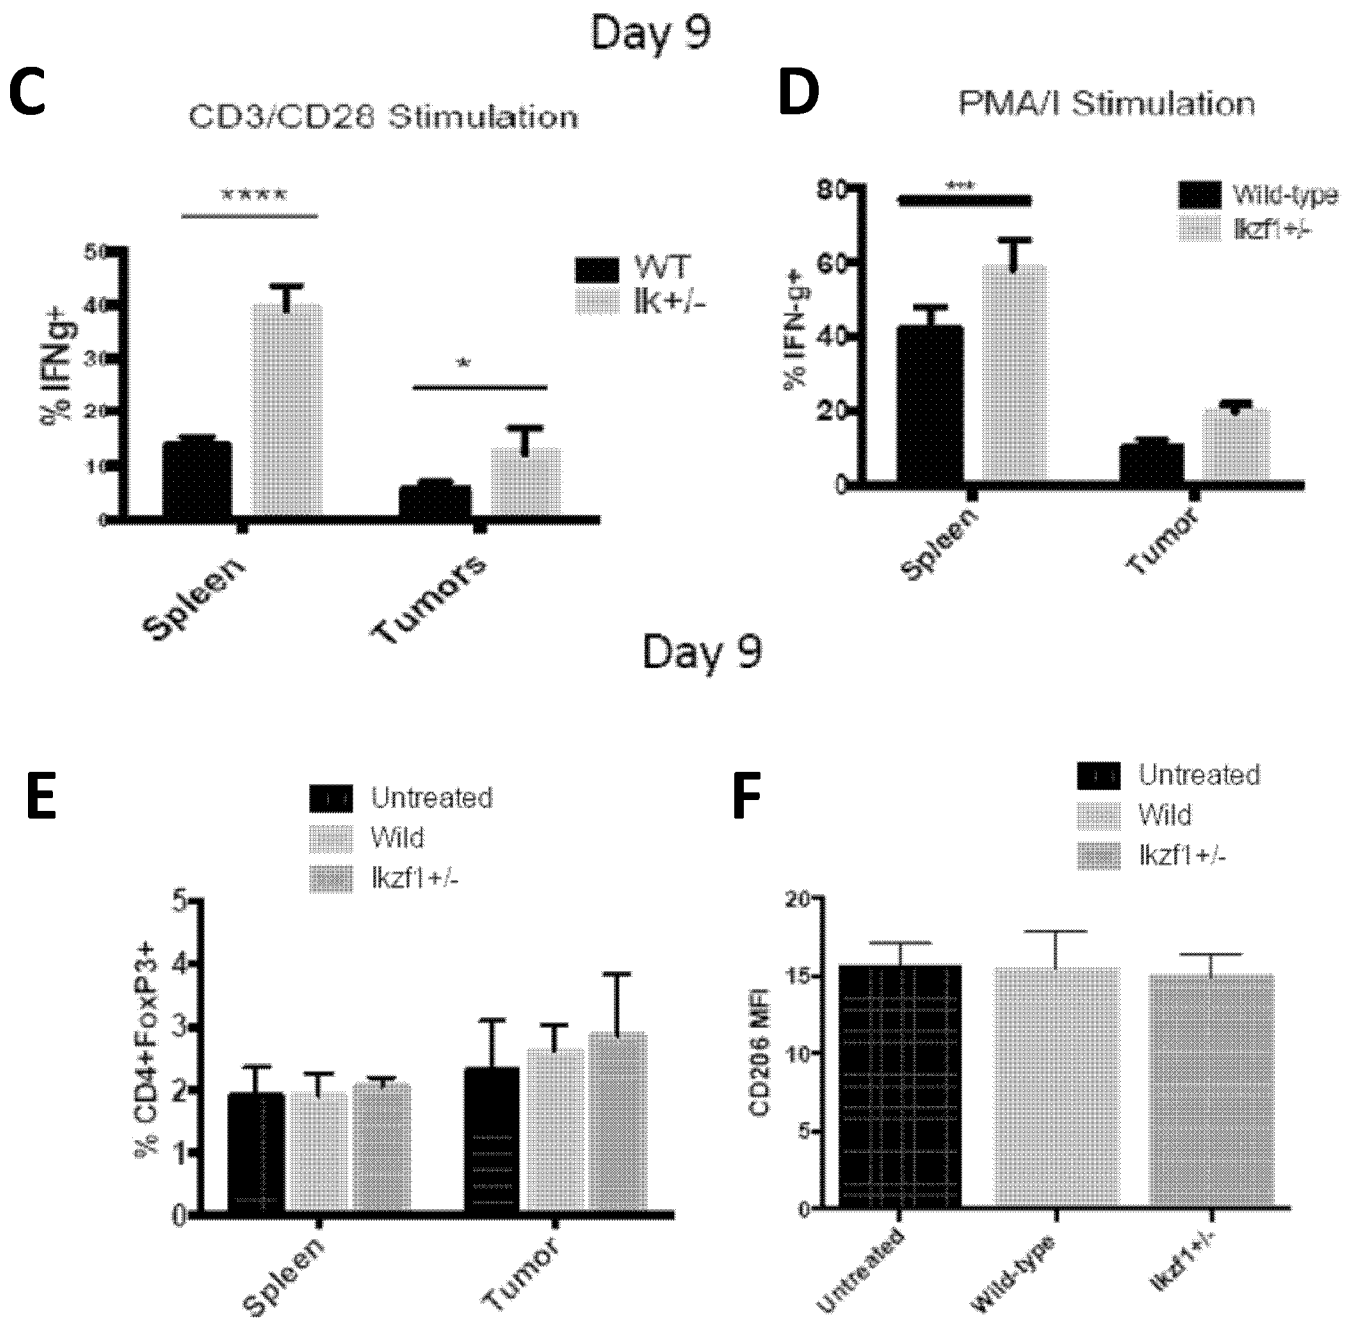 Day 9
C
CD3/CD28 Stimulation
****
WT
Ik+/-
*
% IFNg+
50
40
30
20
10
0
Spleen
Tumors
D
PMA/I Stimulation
***
Wild-type
Ikzf1+/-
% IFN-g+
80
60
40
20
0
Spleen
Tumor
Day 9
E
Untreated
Wild
Ikzf1+/-
% CD4+FoxP3+
5
4
3
2
1
0
Spleen
Tumor
F
Untreated
Wild
Ikzf1+/-
CD206 MFI
20
15
10
5
0
Untreated
Wild-type
Ikzf1+/-